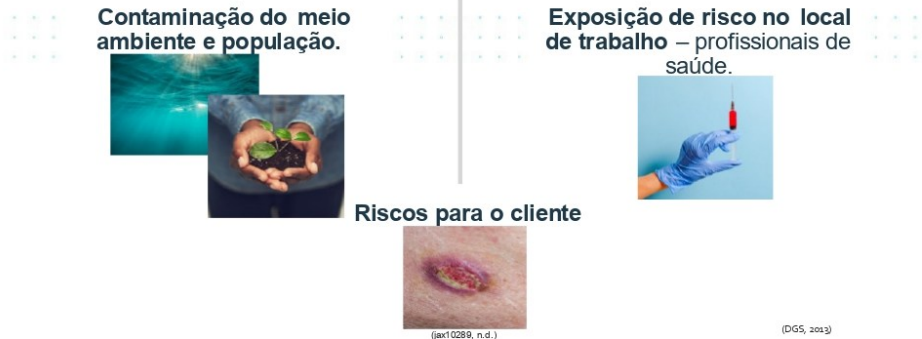 Contaminação do meio
ambiente e população.
Exposição de risco no local
de trabalho – profissionais de
saúde.
Riscos para o cliente
(jax10289, n.d.)
(DGS, 2013)